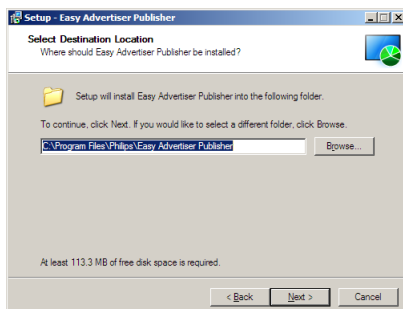 Setup - Easy Advertiser Publisher
Select Destination Location
Where should Easy Advertiser Publisher be installed?
Setup will install Easy Advertiser Publisher into the following folder.
To continue, click Next. If you would like to select a different folder, click Browse.
C:\Program Files\Philips\Easy Advertiser Publisher
Browse...
At least 113.3 MB of free disk space is required.
< Back
Next >
Cancel